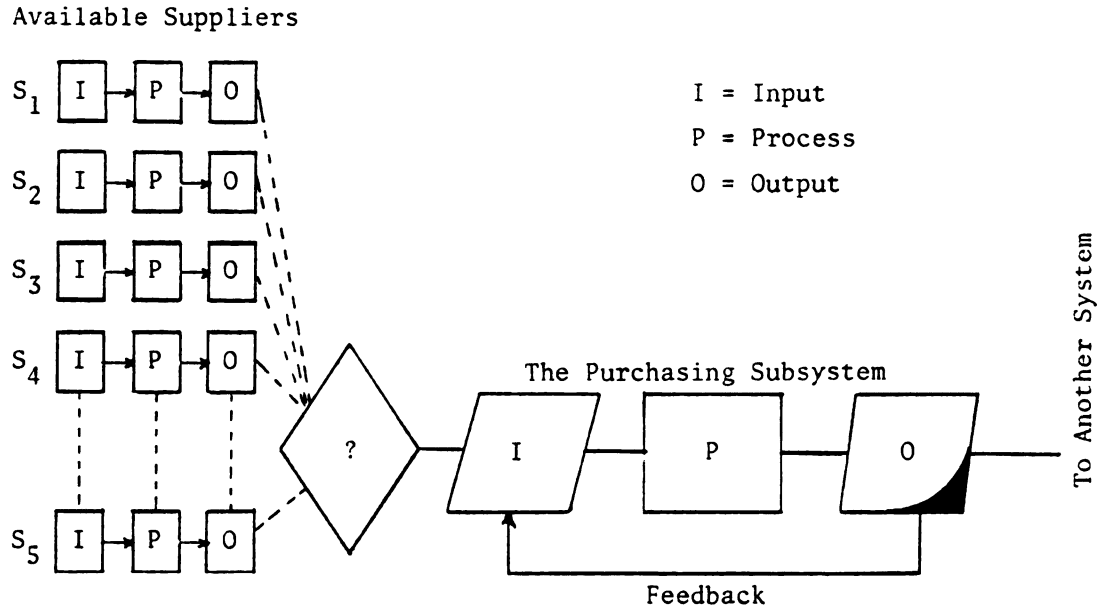 Available Suppliers
S1 I P O
I = Input
S2 I P O
P = Process
O = Output
S3 I P O
S4 I P O
To Another System
The Purchasing Subsystem
? I P O
S5 I P O
Feedback